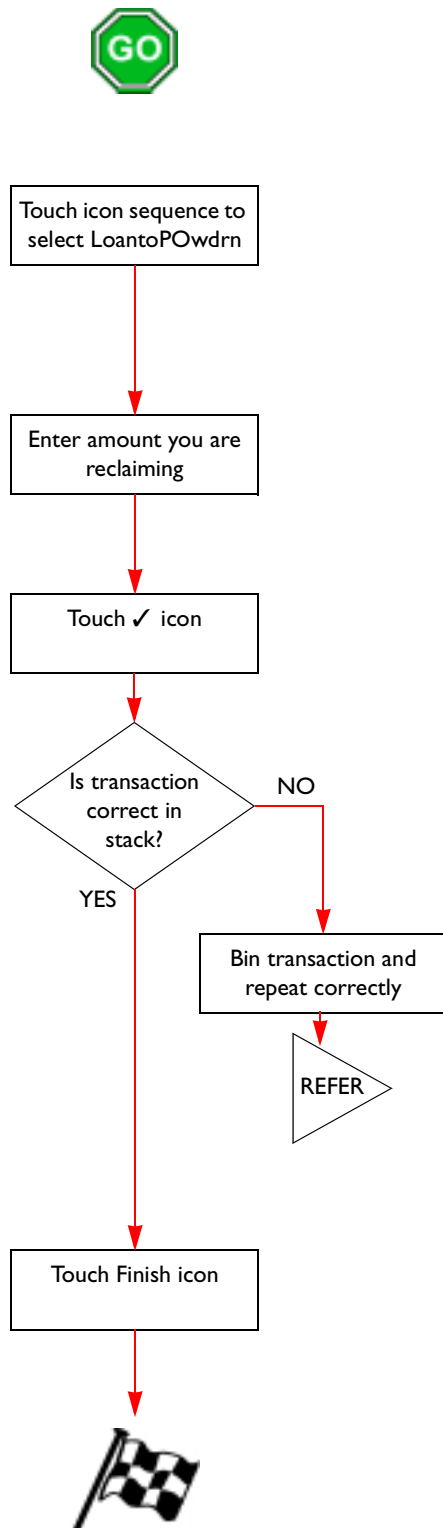 GO
Touch icon sequence to
select LoantoPOwdrn
Enter amount you are
reclaiming
Touch ✓ icon
Is transaction
correct in
stack?
NO
YES
Bin transaction and
repeat correctly
REFER
Touch Finish icon